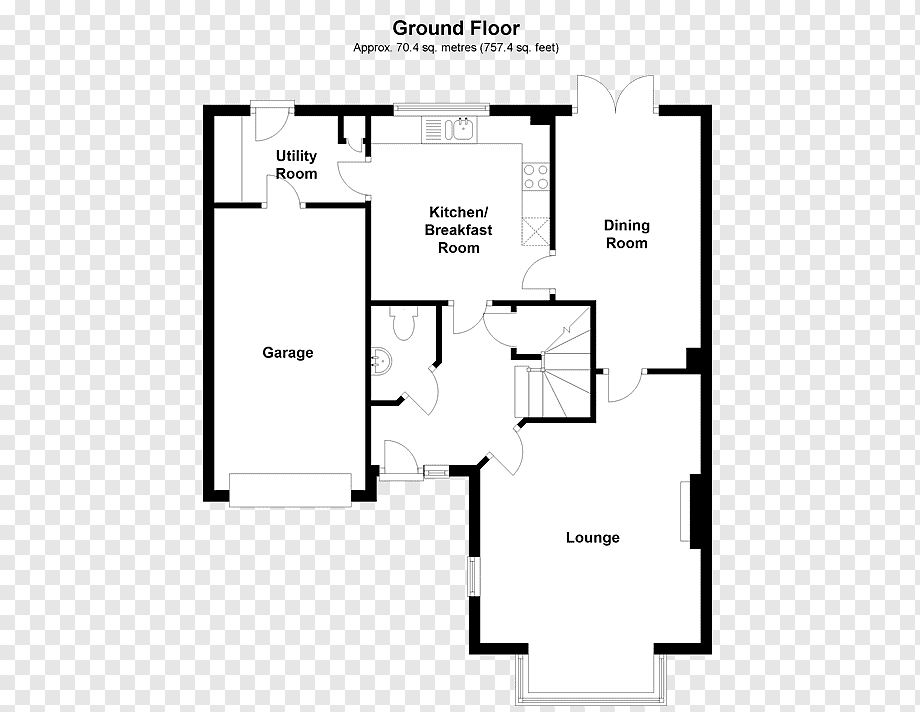 Ground Floor
Approx. 70.4 sq. metres (757.4 sq. feet)
Utility
Room
Kitchen/
Breakfast
Room
Dining
Room
Garage
Lounge